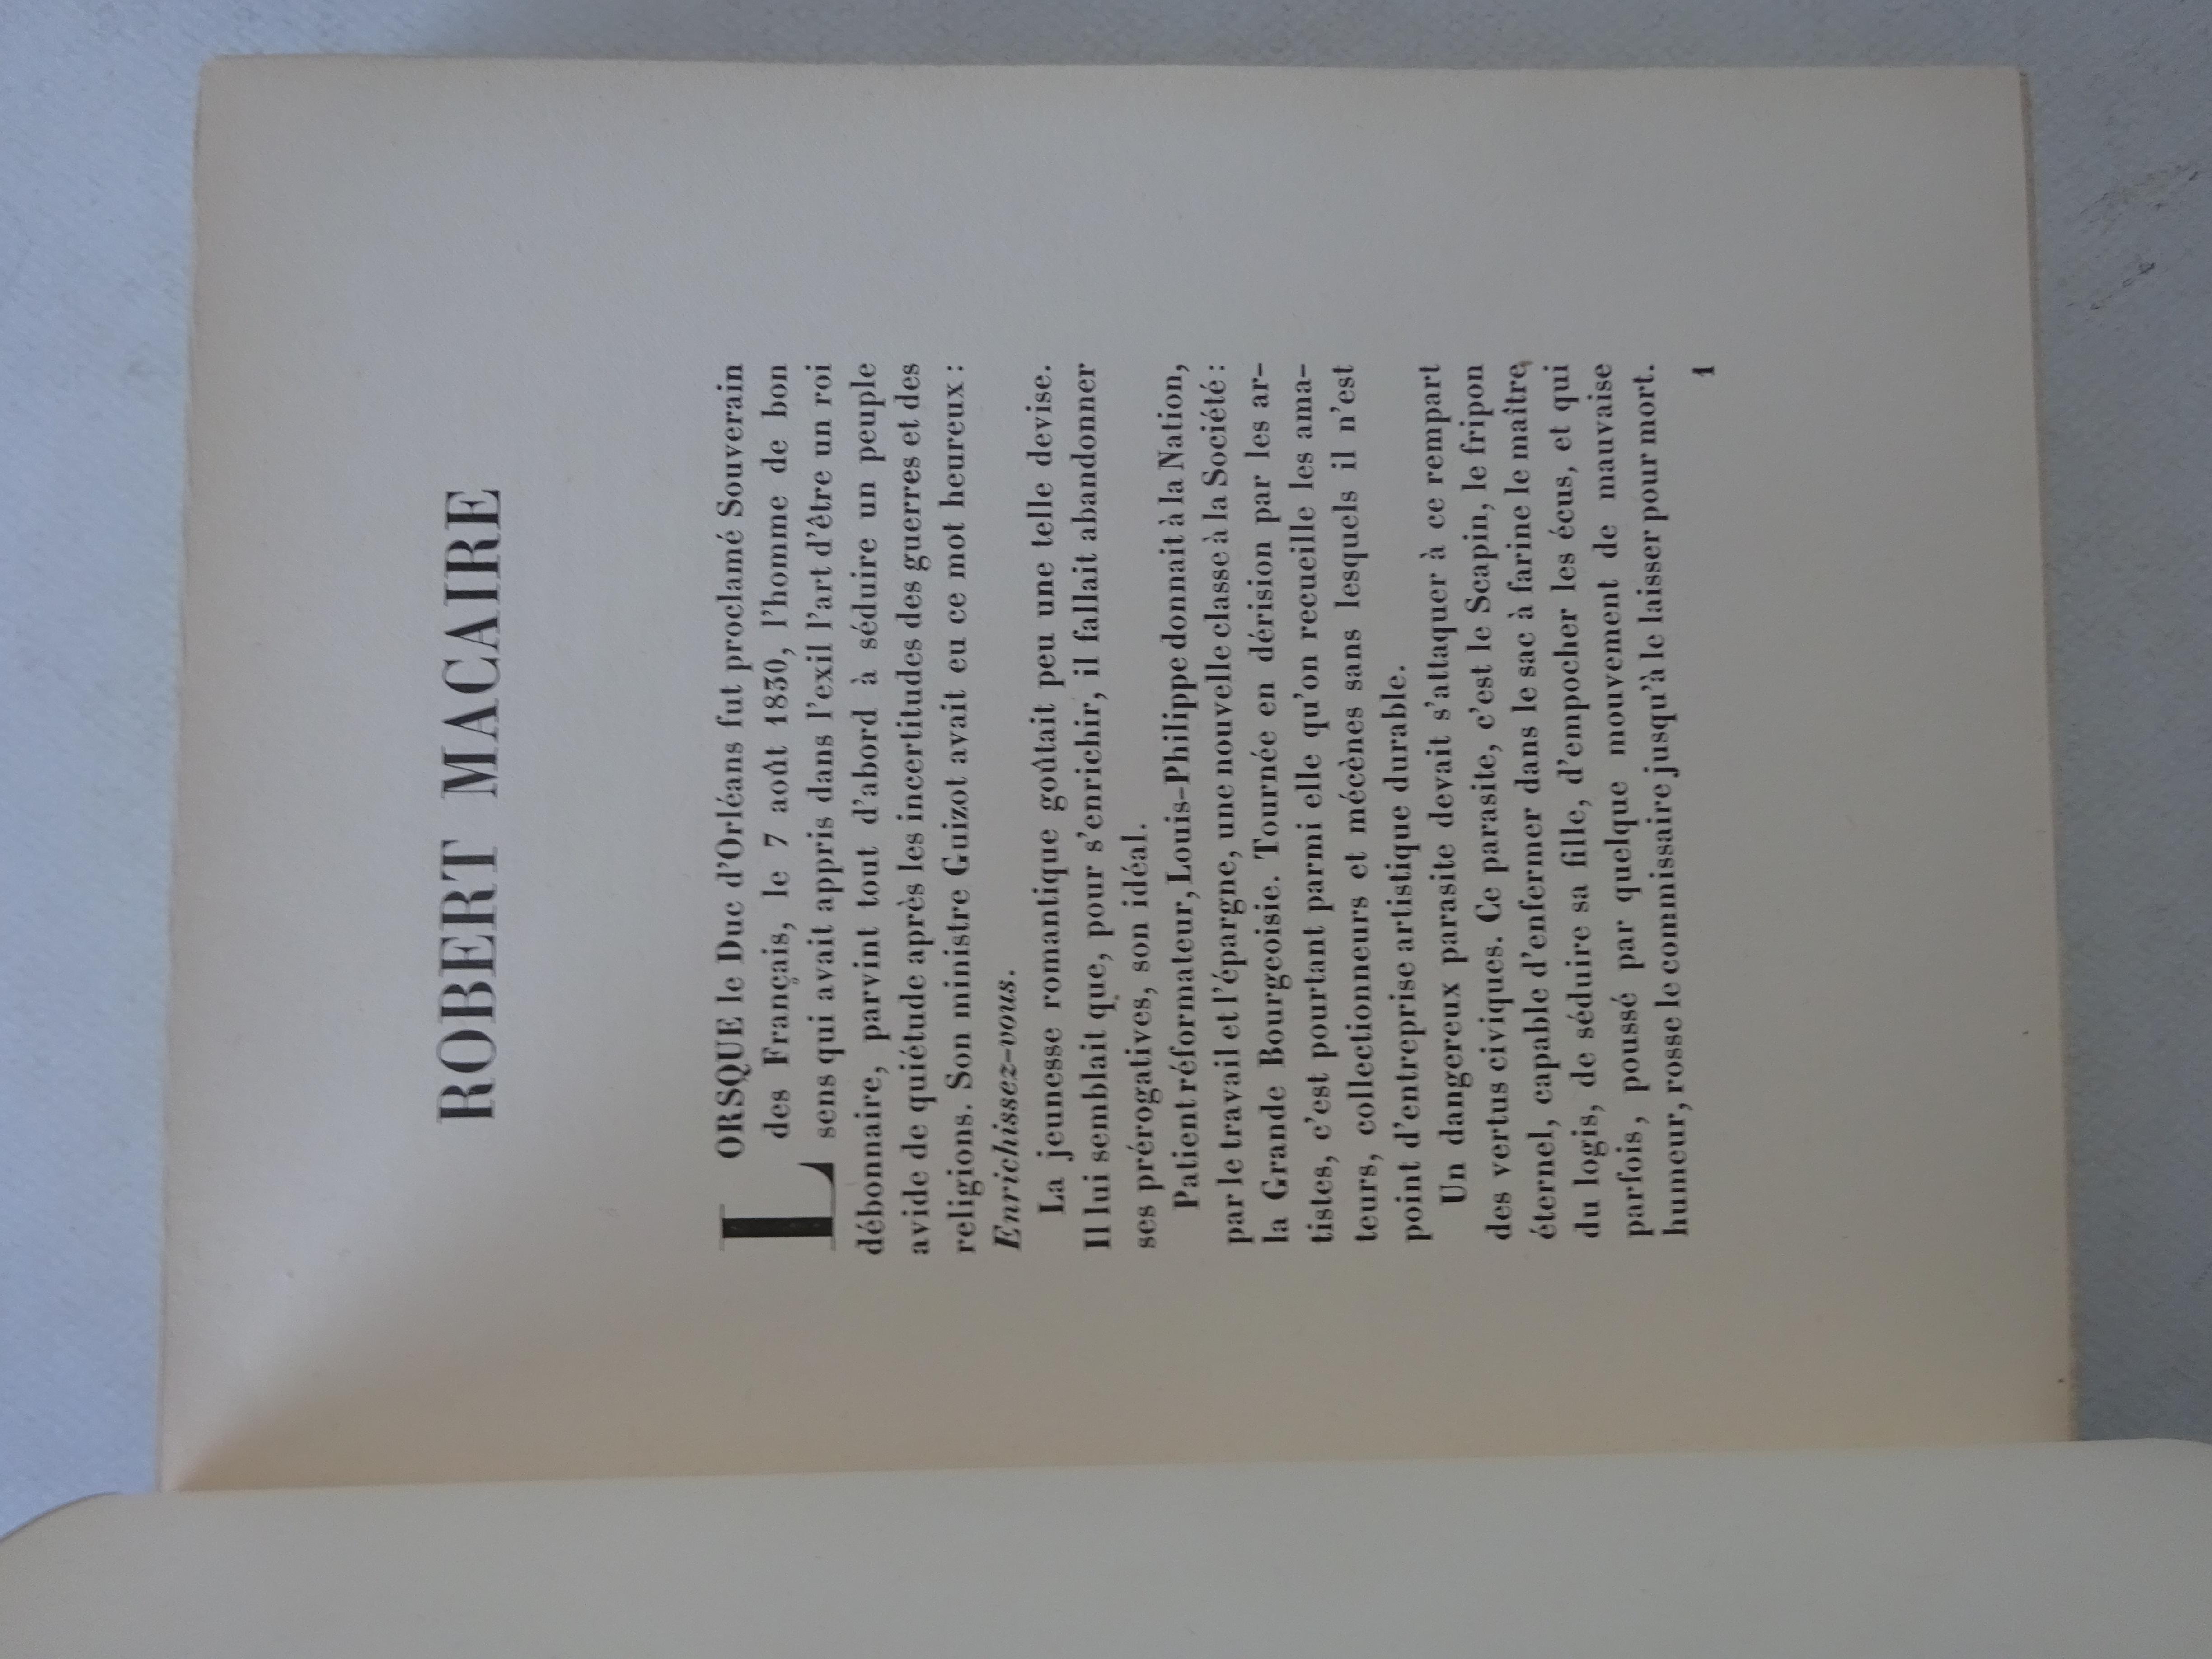 ROBERT MACAIRE
LORSQUE le Duc d'Orléans fut proclamé Souverain
des Français, le 7 août 1830, l'homme de bon
sens qui avait appris dans l'exil l'art d'être un roi
débonnaire, parvint tout d'abord à séduire un peuple
avide de quiétude après les incertitudes des guerres et des
religions. Son ministre Guizot avait eu ce mot heureux :
Enrichissez-vous.
La jeunesse romantique goûtait peu une telle devise.
Il lui semblait que, pour s'enrichir, il fallait abandonner
ses prérogatives, son idéal.
Patient réformateur, Louis-Philippe donnait à la Nation,
par le travail et l'épargne, une nouvelle classe à la Société :
la Grande Bourgeoisie. Tournée en dérision par les ar-
tistes, c'est pourtant parmi elle qu'on recueille les ama-
teurs, collectionneurs et mécènes sans lesquels il n'est
point d'entreprise artistique durable.
Un dangereux parasite devait s'attaquer à ce rempart
des vertus civiques. Ce parasite, c'est le Scapin, le fripon
éternel, capable d'enfermer dans le sac à farine le maître
du logis, de séduire sa fille, d'empocher les écus, et qui
parfois, poussé par quelque mouvement de mauvaise
humeur, rosse le commissaire jusqu'à le laisser pour mort.
1